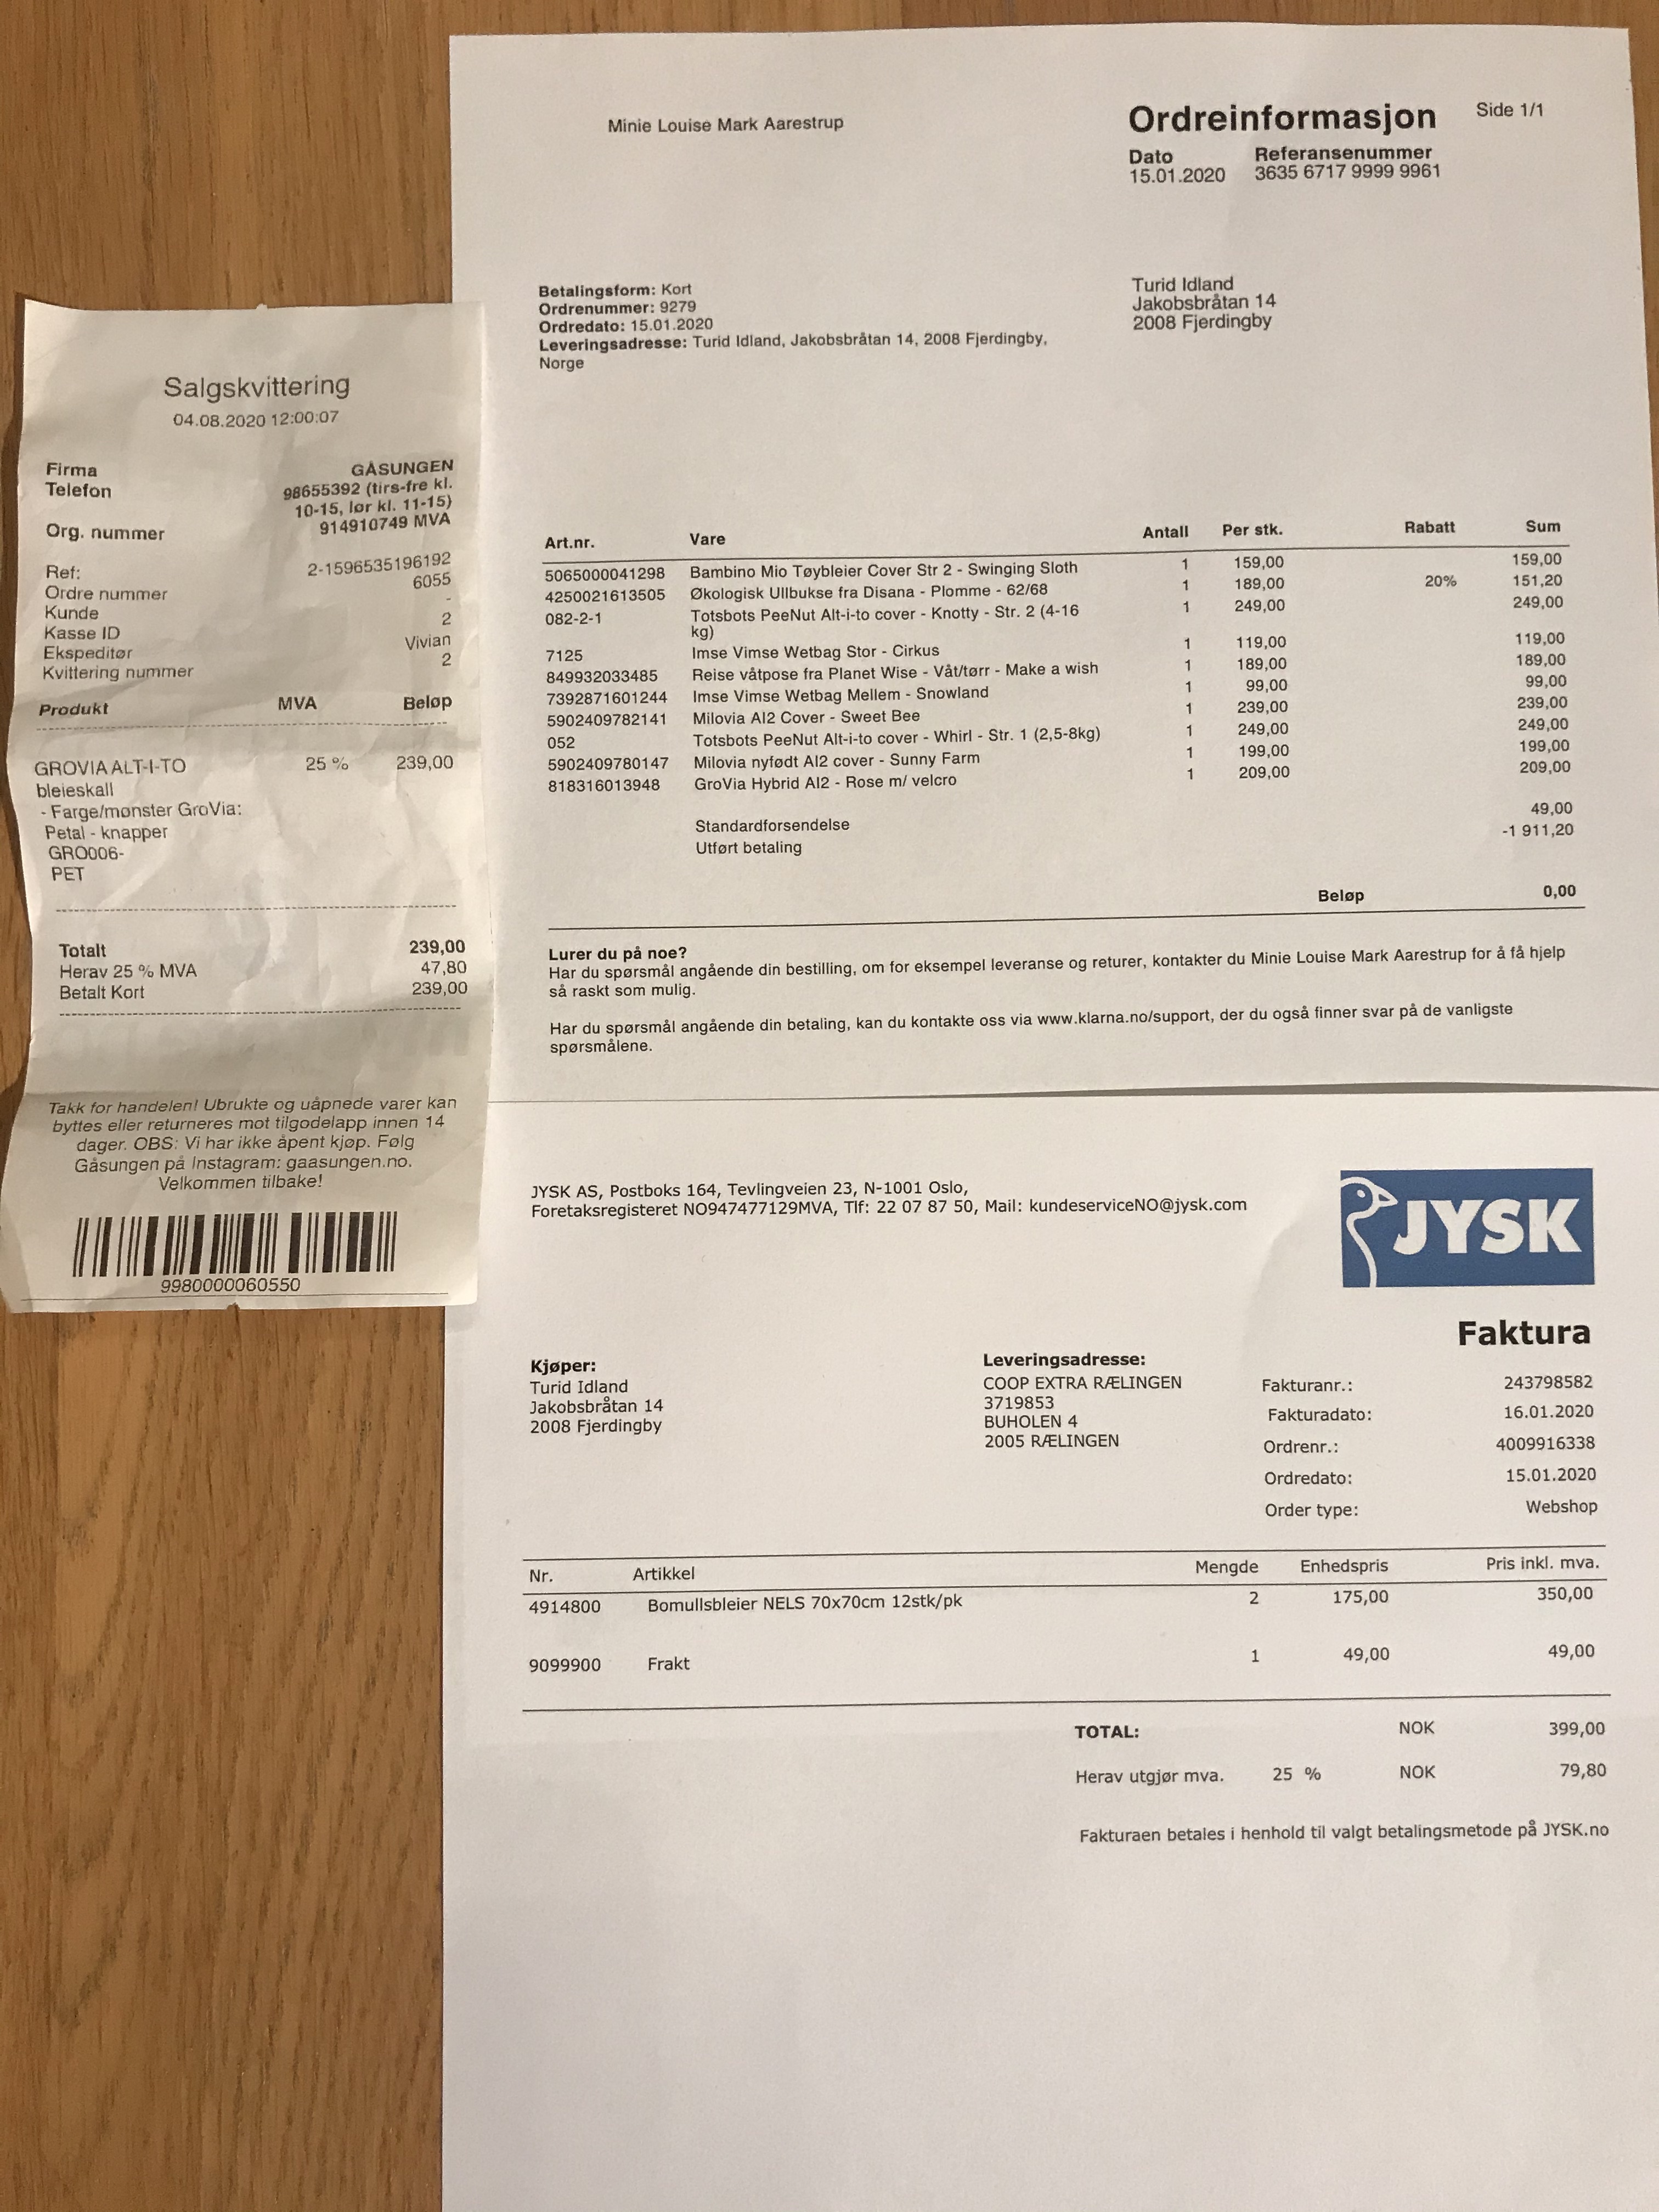 Salgskvittering
04.08.2020 12:00:07
Firma GÅSUNGEN
Telefon 98655392 (tirs-fre kl.
10-15, lør kl. 11-15)
Org. nummer 914910749 MVA
Ref: 2-1596535196192
Ordre nummer 6055
Kunde -
Kasse ID 2
Ekspeditør Vivian
Kvittering nummer 2
Produkt MVA Beløp
GROVIA ALT-I-TO 25 % 239,00
bleieskall
- Farge/mønster GroVia:
Petal - knapper
GRO006-
PET
Totalt 239,00
Herav 25 % MVA 47,80
Betalt Kort 239,00
Takk for handelen! Ubrukte og uåpnede varer kan
byttes eller returneres mot tilgodelapp innen 14
dager. OBS: Vi har ikke åpent kjøp. Følg
Gåsungen på Instagram: gaasungen.no.
Velkommen tilbake!
9980000060550
Minie Louise Mark Aarestrup
Ordreinformasjon Side 1/1
Dato Referansenummer
15.01.2020 3635 6717 9999 9961
Betalingsform: Kort
Ordrenummer: 9279
Ordredato: 15.01.2020
Leveringsadresse: Turid Idland, Jakobsbråtan 14, 2008 Fjerdingby,
Norge
Turid Idland
Jakobsbråtan 14
2008 Fjerdingby
Art.nr. Vare Antall Per stk. Rabatt Sum
5065000041298 Bambino Mio Tøybleier Cover Str 2 - Swinging Sloth 1 159,00 159,00
4250021613505 Økologisk Ullbukse fra Disana - Plomme - 62/68 1 189,00 20% 151,20
082-2-1 Totsbots PeeNut Alt-i-to cover - Knotty - Str. 2 (4-16 1 249,00 249,00
kg)
7125 Imse Vimse Wetbag Stor - Cirkus 1 119,00 119,00
849932033485 Reise våtpose fra Planet Wise - Våt/tørr - Make a wish 1 189,00 189,00
7392871601244 Imse Vimse Wetbag Mellem - Snowland 1 99,00 99,00
5902409782141 Milovia AI2 Cover - Sweet Bee 1 239,00 239,00
052 Totsbots PeeNut Alt-i-to cover - Whirl - Str. 1 (2,5-8kg) 1 249,00 249,00
5902409780147 Milovia nyfødt AI2 cover - Sunny Farm 1 199,00 199,00
818316013948 GroVia Hybrid AI2 - Rose m/ velcro 1 209,00 209,00
Standardforsendelse 49,00
Utført betaling -1 911,20
Beløp 0,00
Lurer du på noe?
Har du spørsmål angående din bestilling, om for eksempel leveranse og returer, kontakter du Minie Louise Mark Aarestrup for å få hjelp
så raskt som mulig.
Har du spørsmål angående din betaling, kan du kontakte oss via www.klarna.no/support, der du også finner svar på de vanligste
spørsmålene.
JYSK AS, Postboks 164, Tevlingveien 23, N-1001 Oslo,
Foretaksregisteret NO947477129MVA, Tlf: 22 07 87 50, Mail: kundeserviceNO@jysk.com
JYSK
Faktura
Kjøper:
Turid Idland
Jakobsbråtan 14
2008 Fjerdingby
Leveringsadresse:
COOP EXTRA RÆLINGEN
3719853
BUHOLEN 4
2005 RÆLINGEN
Fakturanr.: 243798582
Fakturadato: 16.01.2020
Ordrenr.: 4009916338
Ordredato: 15.01.2020
Order type: Webshop
Nr. Artikkel Mengde Enhedspris Pris inkl. mva.
4914800 Bomullsbleier NELS 70x70cm 12stk/pk 2 175,00 350,00
9099900 Frakt 1 49,00 49,00
TOTAL: NOK 399,00
Herav utgjør mva. 25 % NOK 79,80
Fakturaen betales i henhold til valgt betalingsmetode på JYSK.no